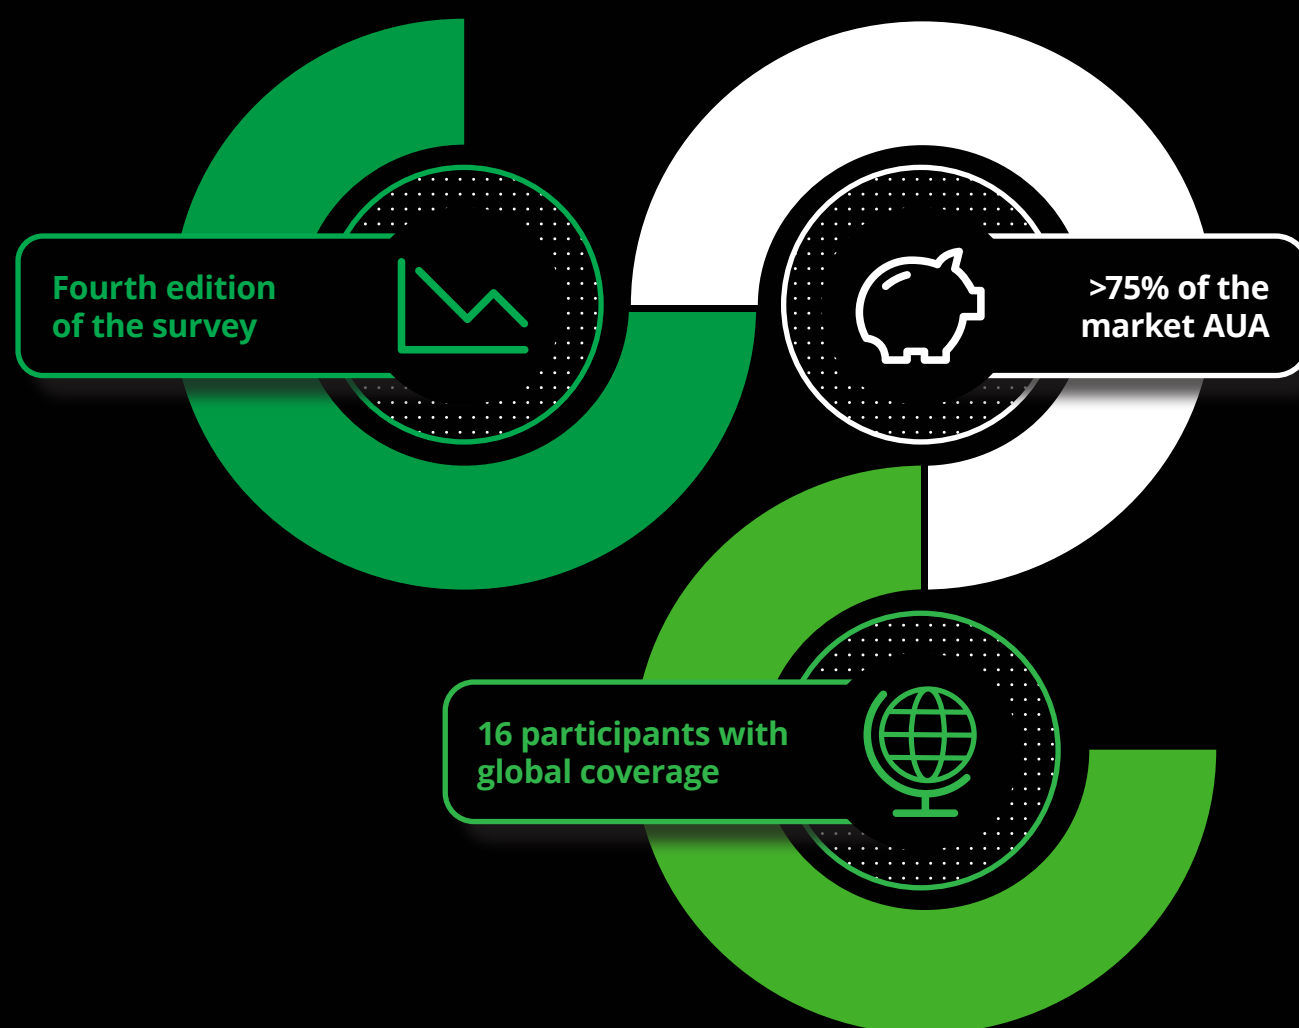 Fourth edition
of the survey
>75% of the
market AUA
16 participants with
global coverage